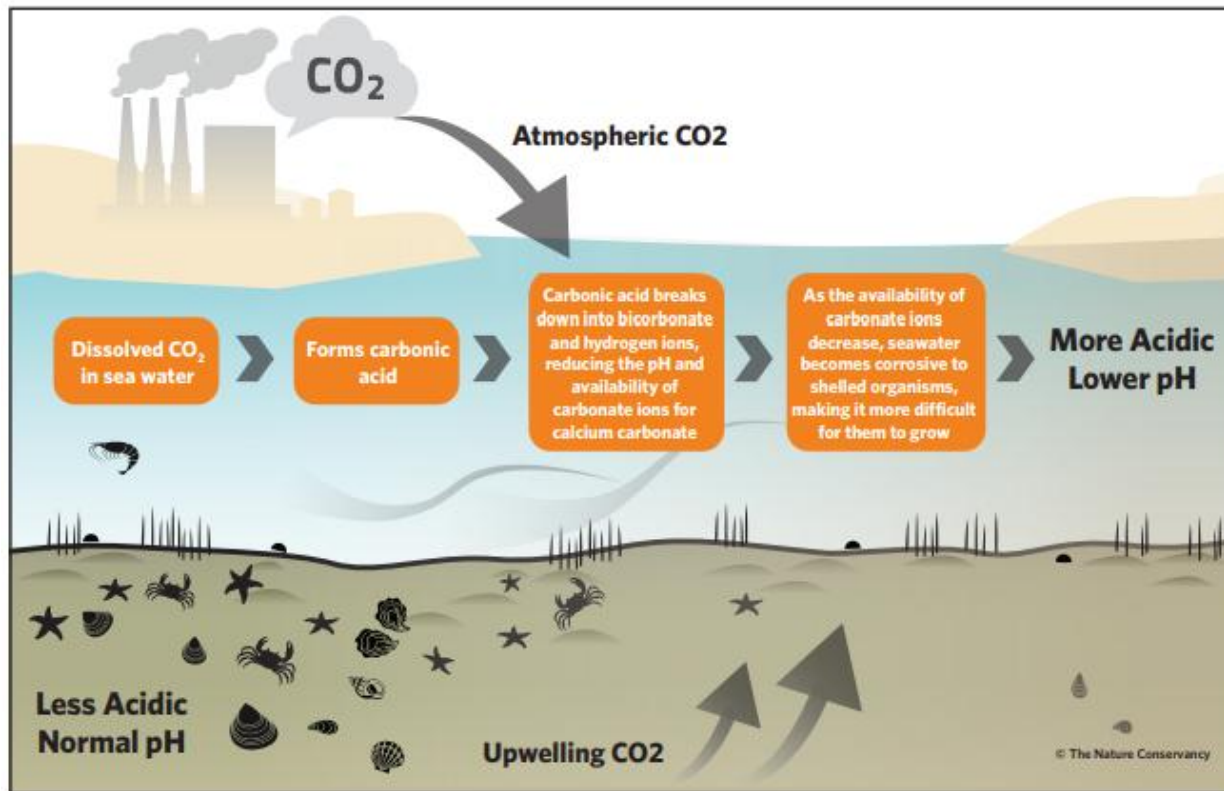 CO₂
Atmospheric CO2
Dissolved CO₂
in sea water
Forms carbonic
acid
Carbonic acid breaks
down into bicorbonate
and hydrogen ions,
reducing the pH and
availability of
carbonate ions for
calcium carbonate
As the availability of
carbonate ions
decrease, seawater
becomes corrosive to
shelled organisms,
making it more difficult
for them to grow
More Acidic
Lower pH
Less Acidic
Normal pH
Upwelling CO2
© The Nature Conservancy